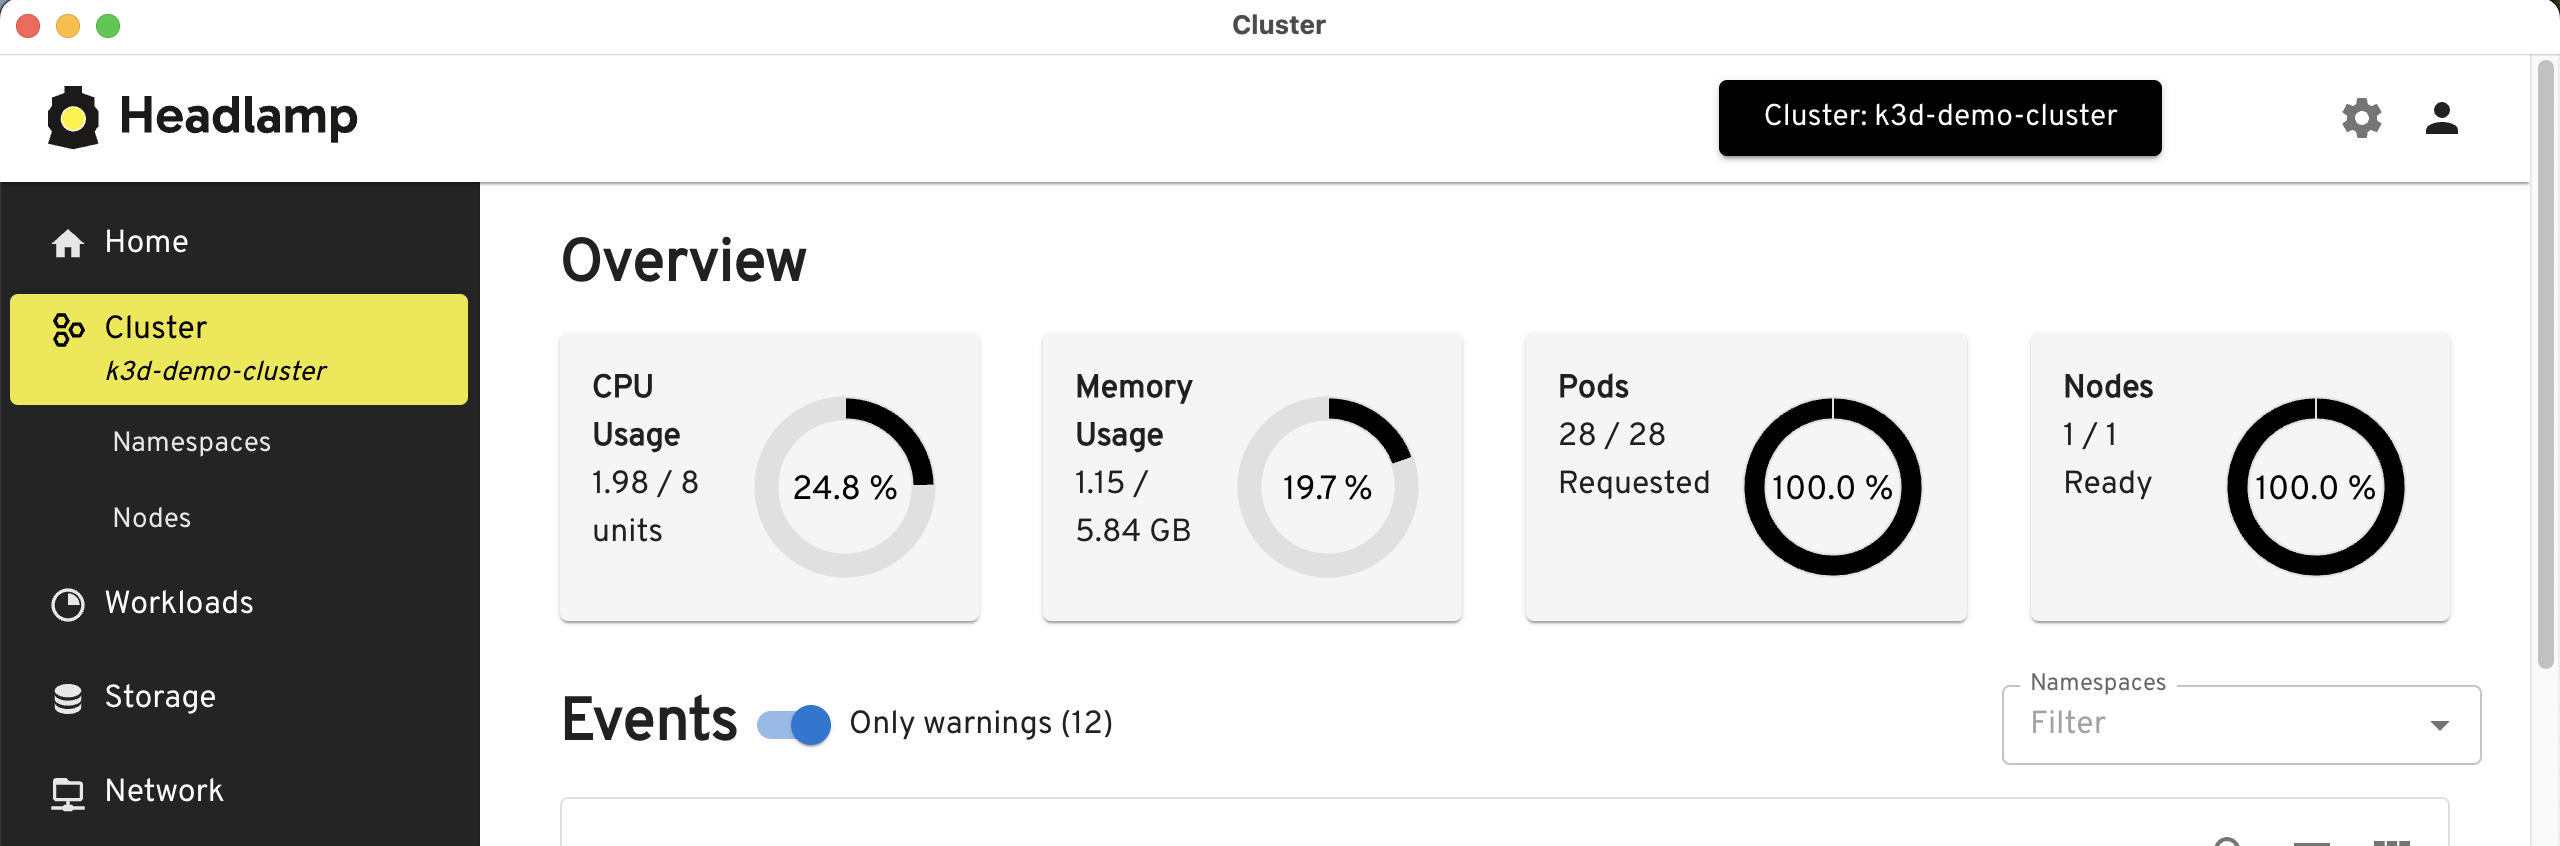 Cluster
Headlamp
Cluster: k3d-demo-cluster
Home
Cluster
k3d-demo-cluster
Namespaces
Nodes
Workloads
Storage
Network
Overview
CPU
Usage
1.98 / 8
units
24.8 %
Memory
Usage
1.15 /
5.84 GB
19.7 %
Pods
28 / 28
Requested
100.0 %
Nodes
1 / 1
Ready
100.0 %
Events
Only warnings (12)
Namespaces
Filter